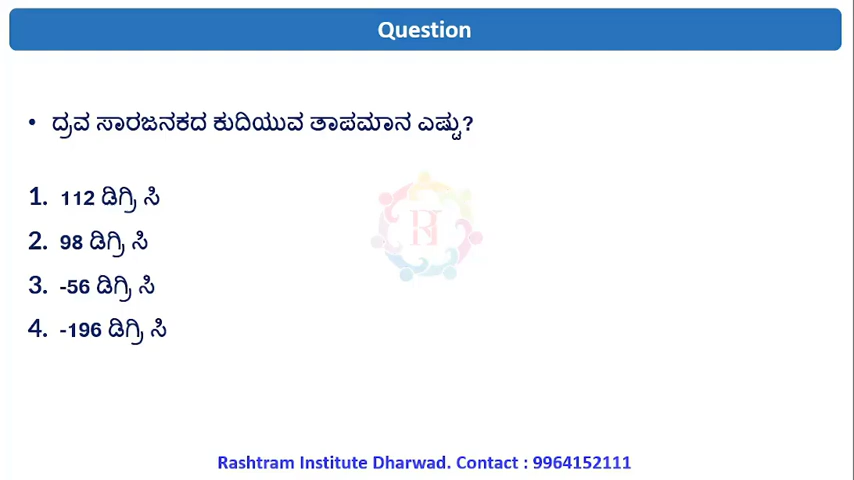 Question
• ದ್ರವ ಸಾರಜನಕದ ಕುದಿಯುವ ತಾಪಮಾನ ಎಷ್ಟು?
1. 112 ಡಿಗ್ರಿ ಸಿ
2. 98 ಡಿಗ್ರಿ ಸಿ
3. -56 ಡಿಗ್ರಿ ಸಿ
4. -196 ಡಿಗ್ರಿ ಸಿ
Rashtram Institute Dharwad. Contact : 9964152111